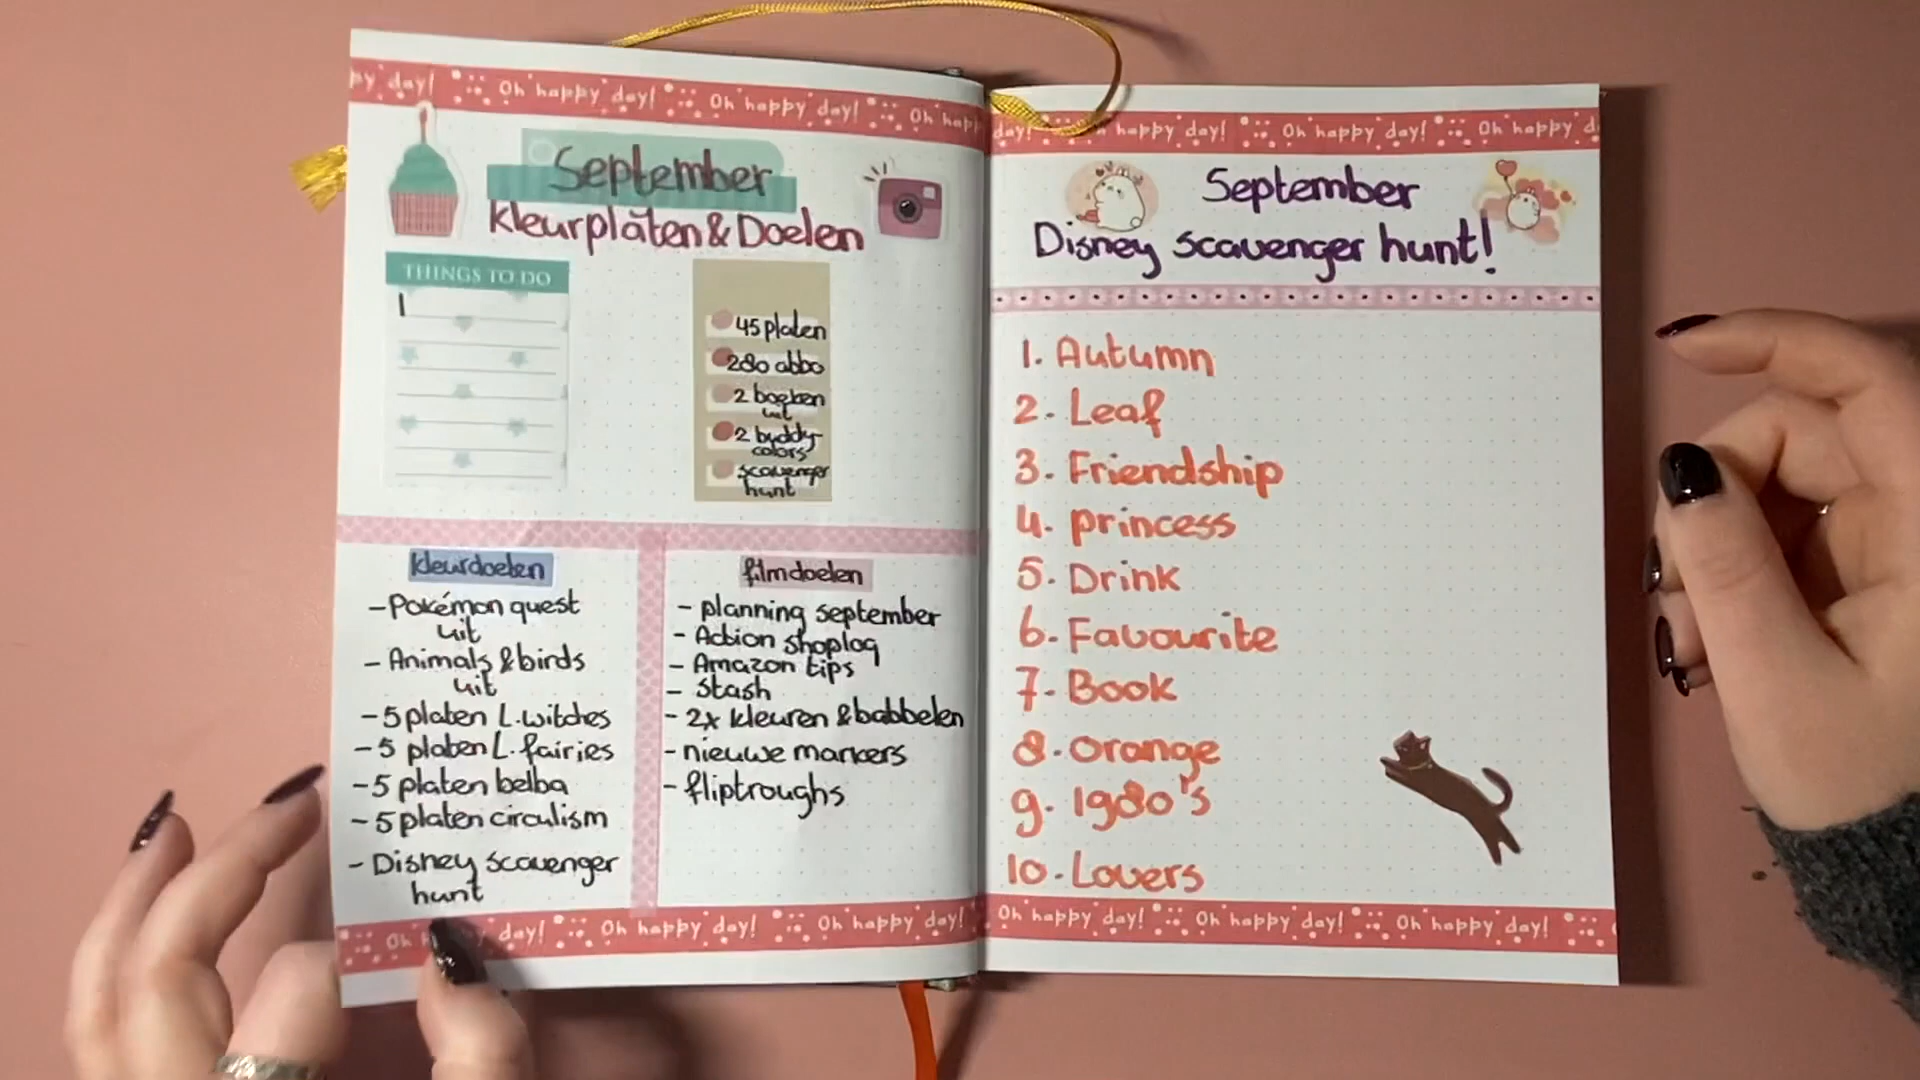 py day! Oh happy day! Oh happy day! Oh happ
September
Kleurplaten & Doelen
THINGS TO DO
45 platen
280 abbo
2 boeken
uit
2 buddy-
colors
scavenger
hunt
kleurdoelen
- Pokémon quest
uit
- Animals & birds
uit
- 5 platen L. witches
- 5 platen L. fairies
- 5 platen belba
- 5 platen circulism
- Disney scavenger
hunt
filmdoelen
- planning september
- Action shoplog
- Amazon tips
- stash
- 2x kleuren & babbelen
- nieuwe markers
- fliptroughs
Oh h day! Oh happy day! Oh happy day!
day! happy day! Oh happy day! Oh happy d
September
Disney scavenger hunt!
1. Autumn
2. Leaf
3. Friendship
4. princess
5. Drink
6. Favourite
7. Book
8. orange
9. 1980's
10. Lovers
Oh happy day! Oh happy day! Oh happy day!